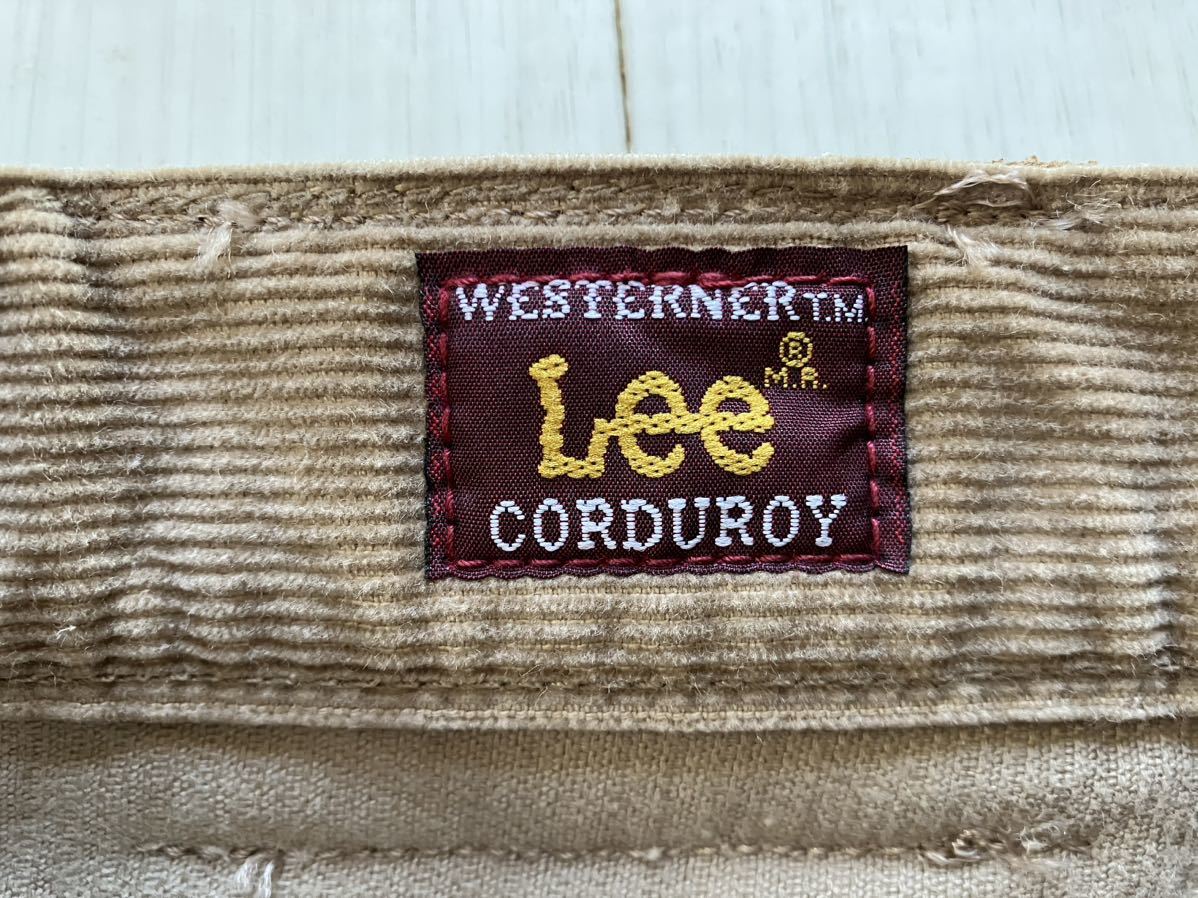 WESTERNER T.M
Lee ®
M.R.
CORDUROY